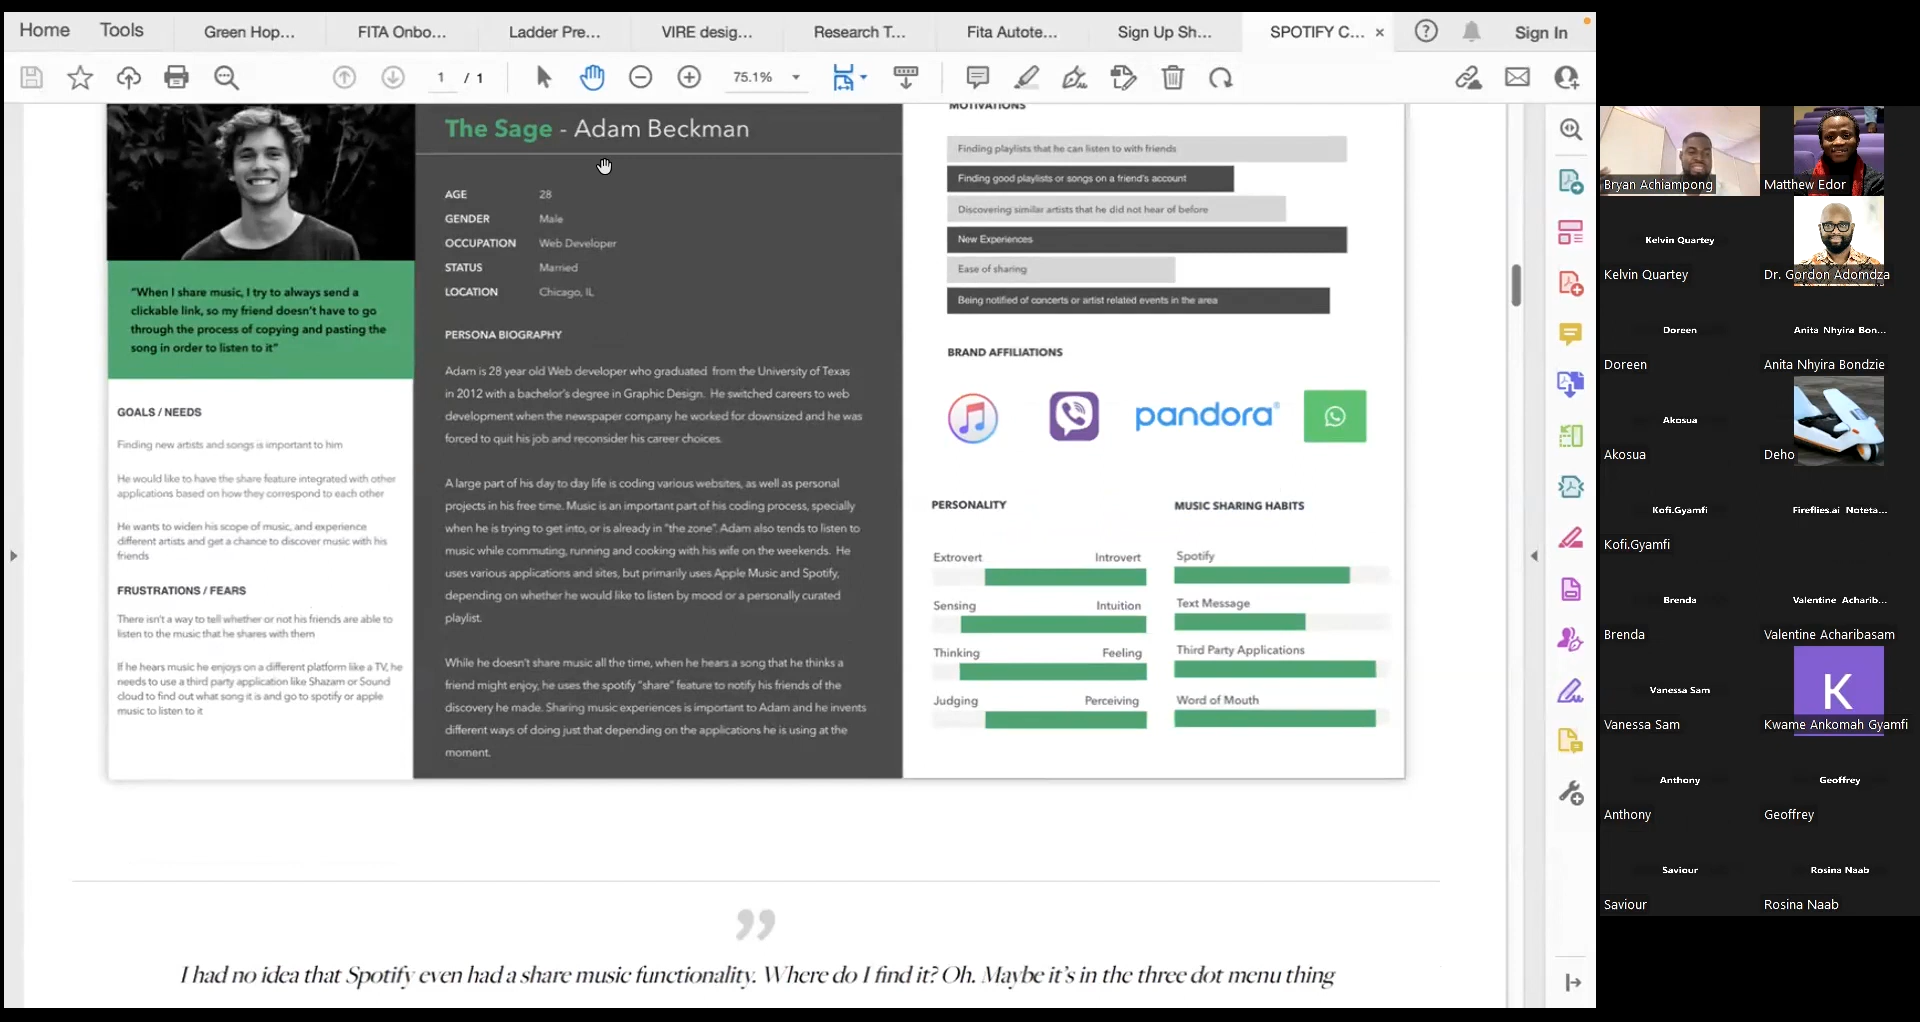 Home
Tools
Green Hop...
FITA Onbo...
Ladder Pre...
VIRE desig...
Research T...
Fita Autote...
Sign Up Sh...
SPOTIFY C...
Sign In
1 / 1
75.1%
The Sage - Adam Beckman
AGE 28
GENDER Male
OCCUPATION Web Developer
STATUS Married
LOCATION Chicago, IL
PERSONA BIOGRAPHY
Adam is 28 year old Web developer who graduated from the University of Texas
in 2012 with a bachelor's degree in Graphic Design. He switched careers to web
development when the newspaper company he worked for downsized and he was
forced to quit his job and reconsider his career choices.
A large part of his day to day life is coding various websites, as well as personal
projects in his free time. Music is an important part of his coding process, specially
when he is trying to get into, or is already in "the zone". Adam also tends to listen to
music while commuting, running and cooking with his wife on the weekends. He
uses various applications and sites, but primarily uses Apple Music and Spotify,
depending on whether he would like to listen by mood or a personally curated
playlist.
While he doesn't share music all the time, when he hears a song that he thinks a
friend might enjoy, he uses the spotify "share" feature to notify his friends of the
discovery he made. Sharing music experiences is important to Adam and he invents
different ways of doing just that depending on the applications he is using at the
moment.
"When I share music, I try to always send a
clickable link, so my friend doesn't have to go
through the process of copying and pasting the
song in order to listen to it"
GOALS / NEEDS
Finding new artists and songs is important to him
He would like to have the share feature integrated with other
applications based on how they correspond to each other
He wants to widen his scope of music, and experience
different artists and get a chance to discover music with his
friends
FRUSTRATIONS / FEARS
There isn't a way to tell whether or not his friends are able to
listen to the music that he shares with them
If he hears music he enjoys on a different platform like a TV, he
needs to use a third party application like Shazam or Sound
cloud to find out what song it is and go to spotify or apple
music to listen to it
MOTIVATIONS
Finding playlists that he can listen to with friends
Finding good playlists or songs on a friend's account
Discovering similar artists that he did not hear of before
New Experiences
Ease of sharing
Being notified of concerts or artist related events in the area
BRAND AFFILIATIONS
pandora®
PERSONALITY
Extrovert Introvert
Sensing Intuition
Thinking Feeling
Judging Perceiving
MUSIC SHARING HABITS
Spotify
Text Message
Third Party Applications
Word of Mouth
”
I had no idea that Spotify even had a share music functionality. Where do I find it? Oh. Maybe it's in the three dot menu thing
Bryan Achiampong
Matthew Edor
Kelvin Quartey
Kelvin Quartey
Dr. Gordon Adomdza
Doreen
Doreen
Anita Nhyira Bon...
Anita Nhyira Bondzie
Akosua
Akosua
Deho
Kofi.Gyamfi
Kofi.Gyamfi
Fireflies.ai Noteta...
Brenda
Brenda
Valentine Acharib...
Valentine Acharibasam
Vanessa Sam
Vanessa Sam
K
Kwame Ankomah Gyamfi
Anthony
Anthony
Geoffrey
Geoffrey
Saviour
Saviour
Rosina Naab
Rosina Naab